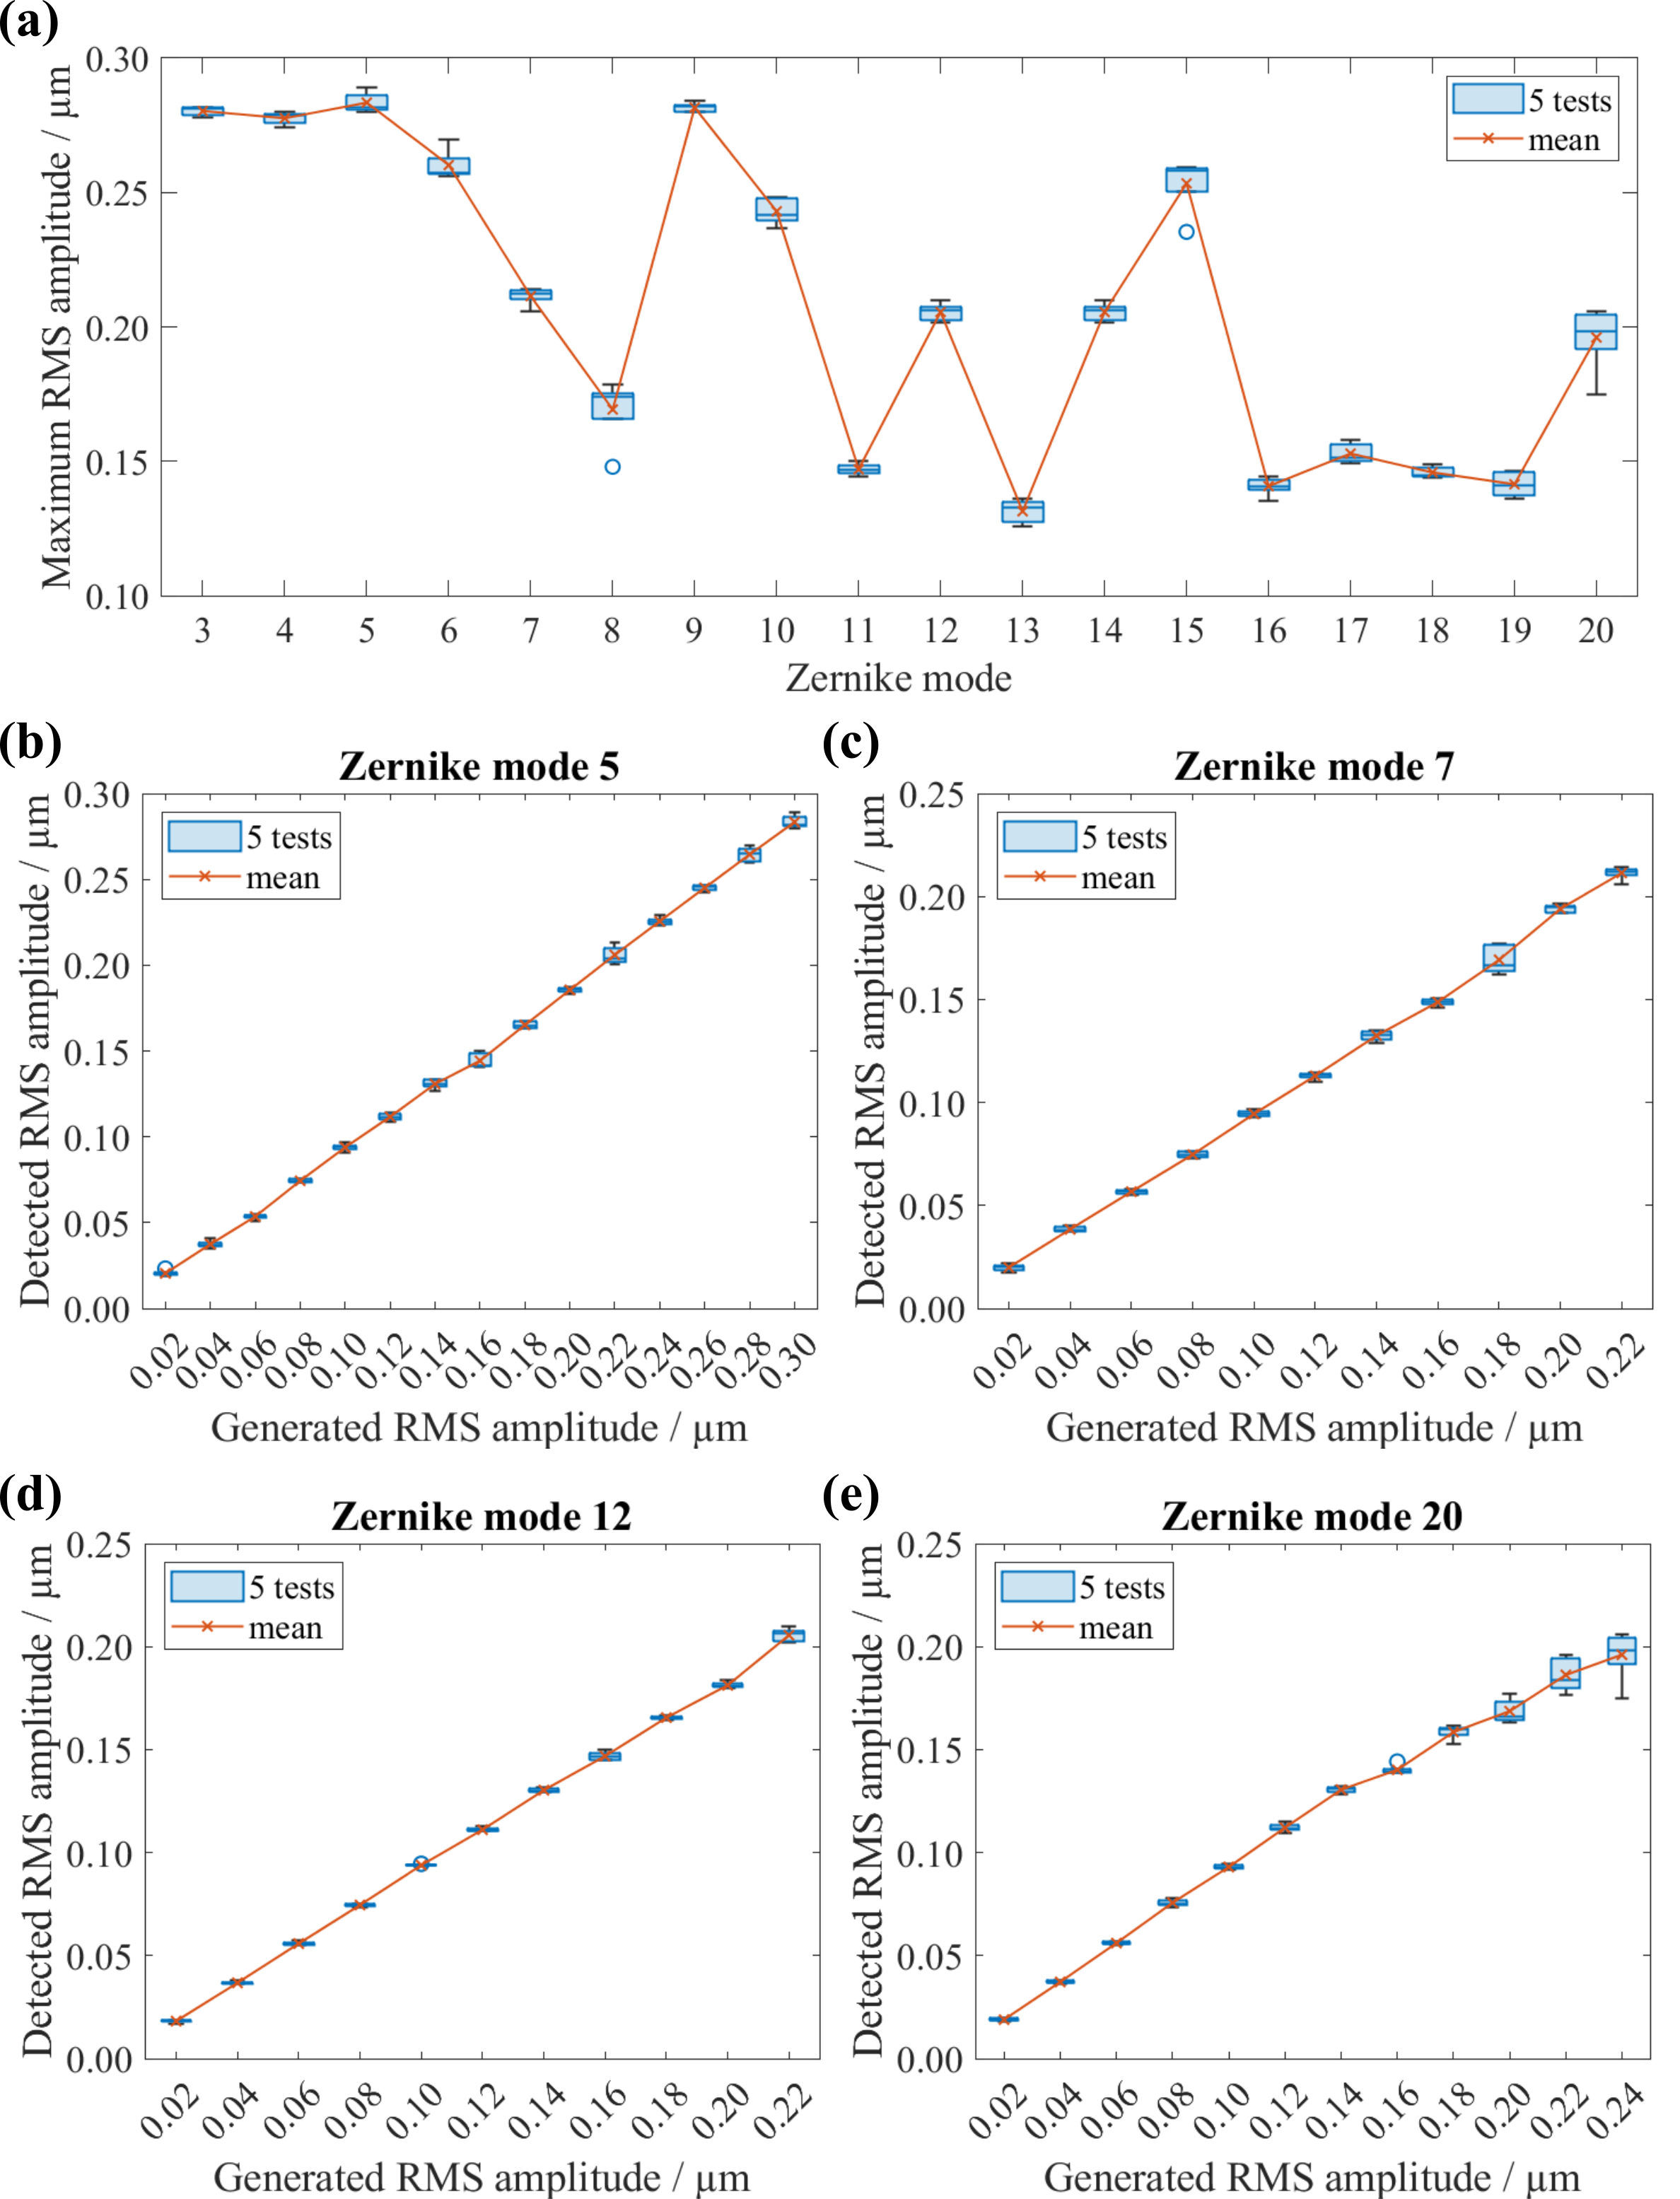 (a)
Maximum RMS amplitude / µm
0.30
0.25
0.20
0.15
0.10
5 tests
mean
3 4 5 6 7 8 9 10 11 12 13 14 15 16 17 18 19 20
Zernike mode
(b)
Zernike mode 5
Detected RMS amplitude / µm
0.30
0.25
0.20
0.15
0.10
0.05
0.00
5 tests
mean
0.02 0.04 0.06 0.08 0.10 0.12 0.14 0.16 0.18 0.20 0.22 0.24 0.26 0.28 0.30
Generated RMS amplitude / µm
(c)
Zernike mode 7
Detected RMS amplitude / µm
0.25
0.20
0.15
0.10
0.05
0.00
5 tests
mean
0.02 0.04 0.06 0.08 0.10 0.12 0.14 0.16 0.18 0.20 0.22
Generated RMS amplitude / µm
(d)
Zernike mode 12
Detected RMS amplitude / µm
0.25
0.20
0.15
0.10
0.05
0.00
5 tests
mean
0.02 0.04 0.06 0.08 0.10 0.12 0.14 0.16 0.18 0.20 0.22
Generated RMS amplitude / µm
(e)
Zernike mode 20
Detected RMS amplitude / µm
0.25
0.20
0.15
0.10
0.05
0.00
5 tests
mean
0.02 0.04 0.06 0.08 0.10 0.12 0.14 0.16 0.18 0.20 0.22 0.24
Generated RMS amplitude / µm